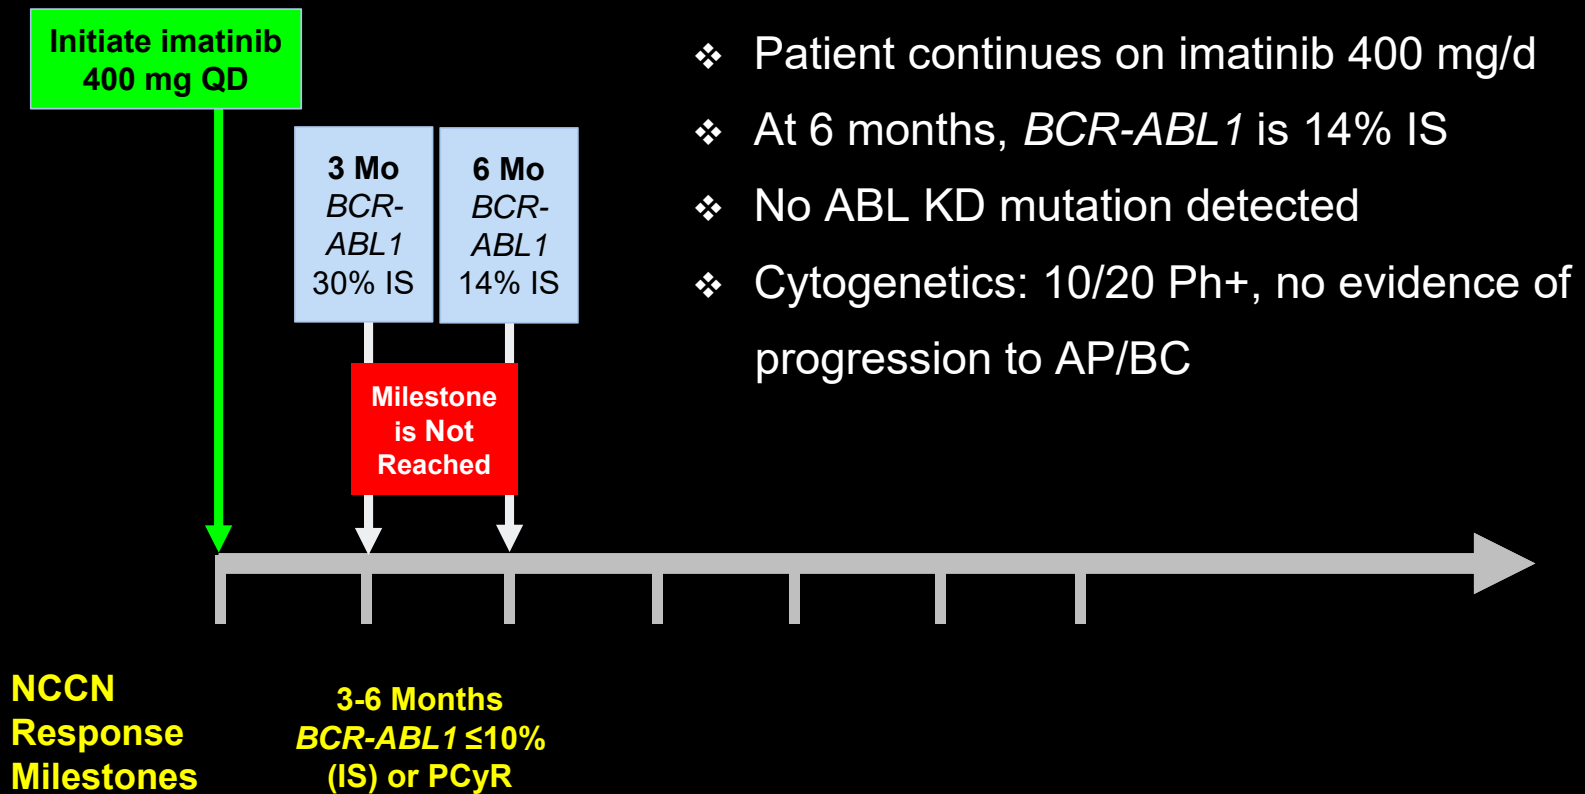 Initiate imatinib
400 mg QD
3 Mo
BCR-
ABL1
30% IS
6 Mo
BCR-
ABL1
14% IS
Milestone
is Not
Reached
❖ Patient continues on imatinib 400 mg/d
❖ At 6 months, BCR-ABL1 is 14% IS
❖ No ABL KD mutation detected
❖ Cytogenetics: 10/20 Ph+, no evidence of
progression to AP/BC
NCCN
Response
Milestones
3-6 Months
BCR-ABL1 ≤10%
(IS) or PCyR